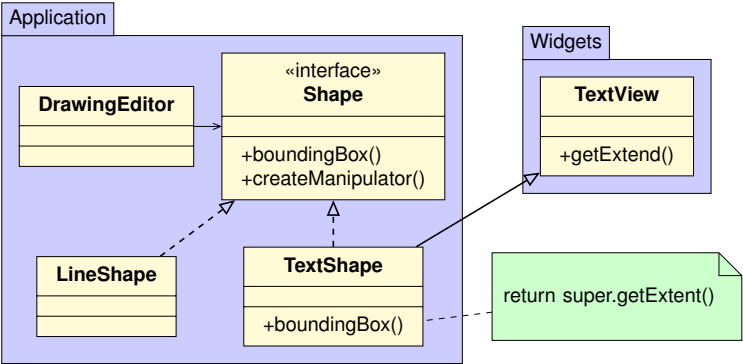 Application
DrawingEditor
«interface»
Shape
+boundingBox()
+createManipulator()
LineShape
TextShape
+boundingBox()
Widgets
TextView
+getExtend()
return super.getExtent()